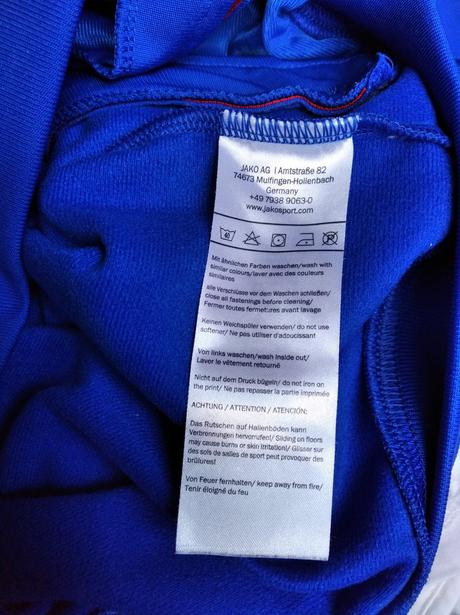 JAKO AG | Amtstraße 82
74673 Mulfingen-Hollenbach
Germany
+49 7938 9063-0
www.jakosport.com
40
Mit ähnlichen Farben waschen/wash with
similar colours/laver avec des couleurs
similaires
alle Verschlüsse vor dem Waschen schließen/
close all fastenings before cleaning/
Fermer toutes fermetures avant lavage
Keinen Weichspüler verwenden/ do not use
softener/ Ne pas utiliser d'adoucissant
Von links waschen/wash inside out/
Laver le vêtement retourné
Nicht auf dem Druck bügeln/ do not iron on
the print/ Ne pas repasser la partie imprimée
ACHTUNG / ATTENTION / ATENCIÓN:
Das Rutschen auf Hallenböden kann
Verbrennungen hervorrufen/ Sliding on floors
may cause burns or skin irritation/ Glisser sur
des sols de salles de sport peut provoquer des
brûlures!
Von Feuer fernhalten/ keep away from fire/
Tenir éloigné du feu